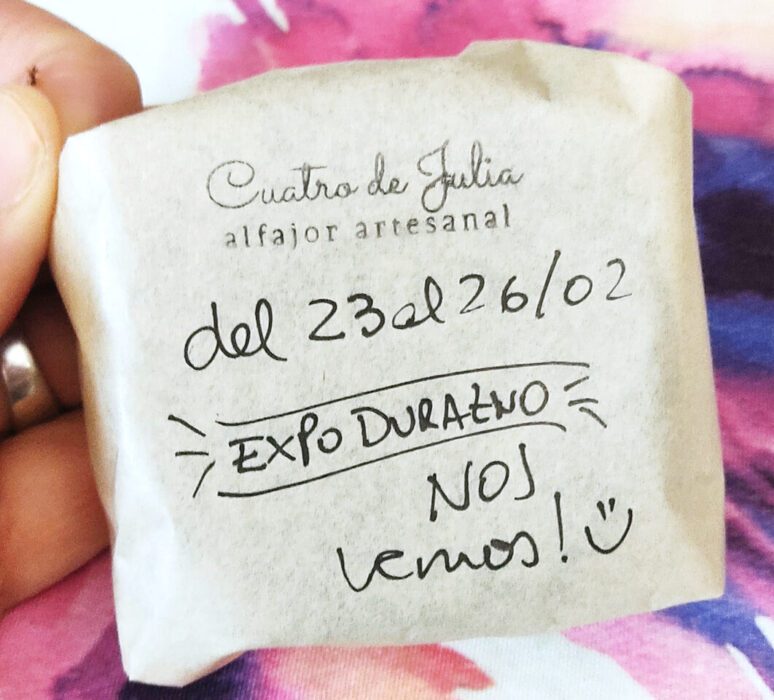 Cuatro de Julia
alfajor artesanal
del 23 al 26/02
EXPO DURAZNO
NOS
vemos!